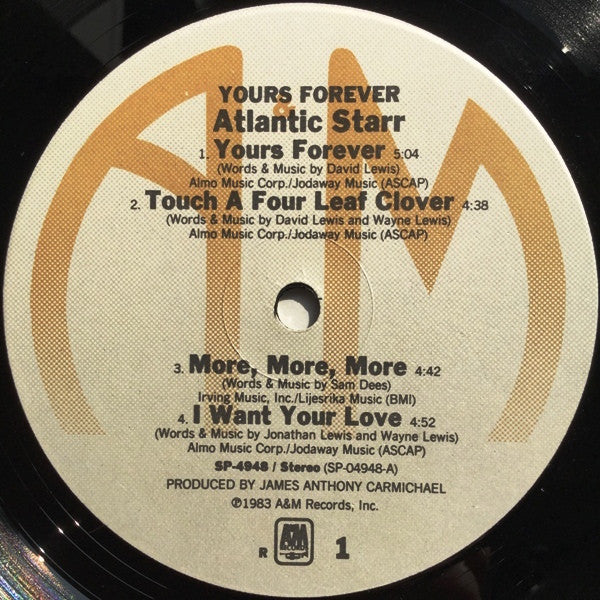 YOURS FOREVER
Atlantic Starr
1. Yours Forever 5:04
(Words & Music by David Lewis)
Almo Music Corp./Jodaway Music (ASCAP)
2. Touch A Four Leaf Clover 4:38
(Words & Music by David Lewis and Wayne Lewis)
Almo Music Corp./Jodaway Music (ASCAP)
3. More, More, More 4:42
(Words & Music by Sam Dees)
Irving Music, Inc./Lijesrika Music (BMI)
4. I Want Your Love 4:52
(Words & Music by Jonathan Lewis and Wayne Lewis)
Almo Music Corp./Jodaway Music (ASCAP)
SP-4948 / Stereo (SP-04948-A)
PRODUCED BY JAMES ANTHONY CARMICHAEL
℗1983 A&M Records, Inc.
R A&M RECORDS 1